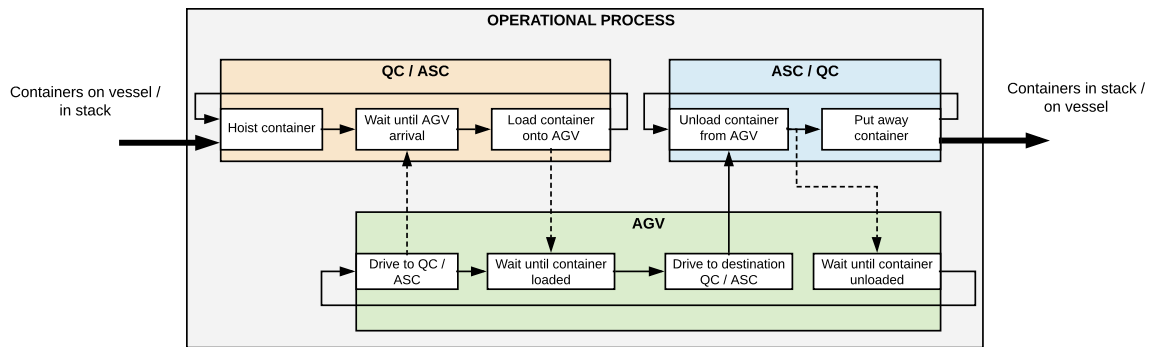 OPERATIONAL PROCESS
Containers on vessel /
in stack
QC / ASC
Hoist container
Wait until AGV
arrival
Load container
onto AGV
ASC / QC
Unload container
from AGV
Put away
container
Containers in stack /
on vessel
AGV
Drive to QC /
ASC
Wait until container
loaded
Drive to destination
QC / ASC
Wait until container
unloaded